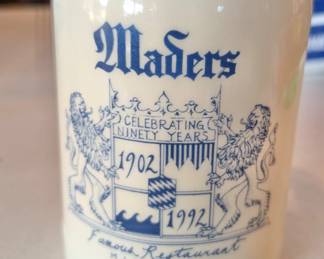 Maders
CELEBRATING
NINETY YEARS
1902
1992
Famous Restaurant